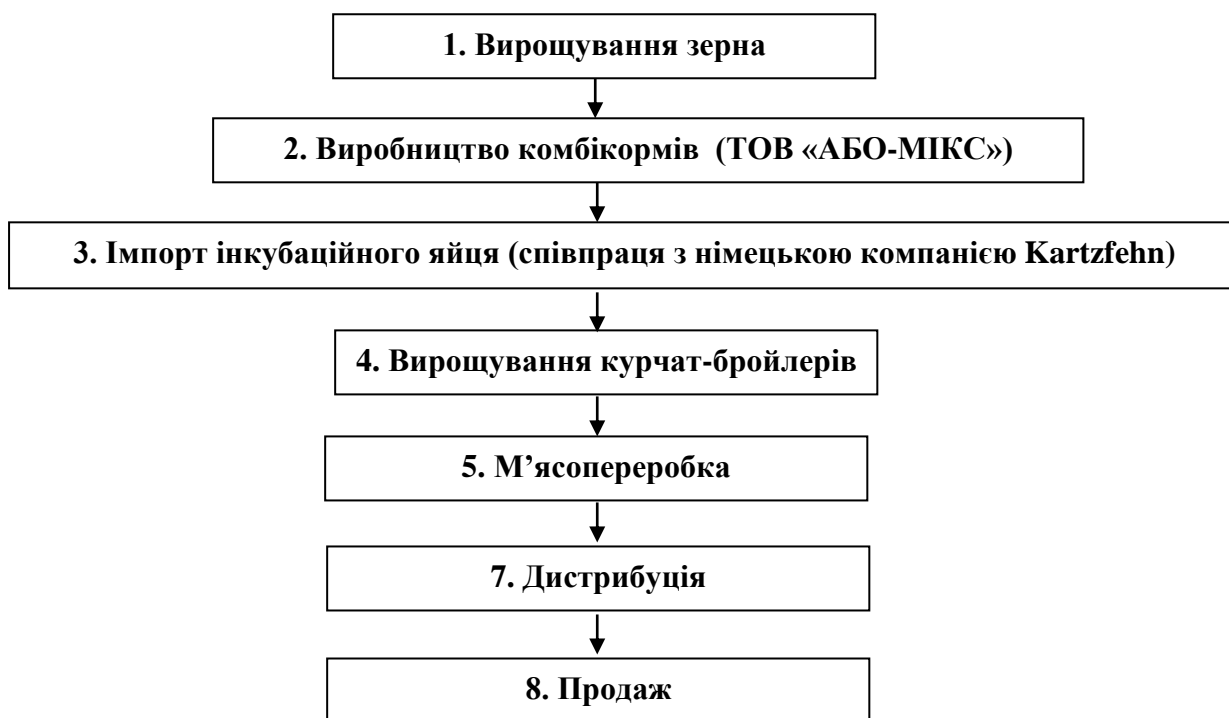 1. Вирощування зерна
2. Виробництво комбікормів (ТОВ «АБО-МІКС»)
3. Імпорт інкубаційного яйця (співпраця з німецькою компанією Kartzfehn)
4. Вирощування курчат-бройлерів
5. М’ясопереробка
7. Дистрибуція
8. Продаж